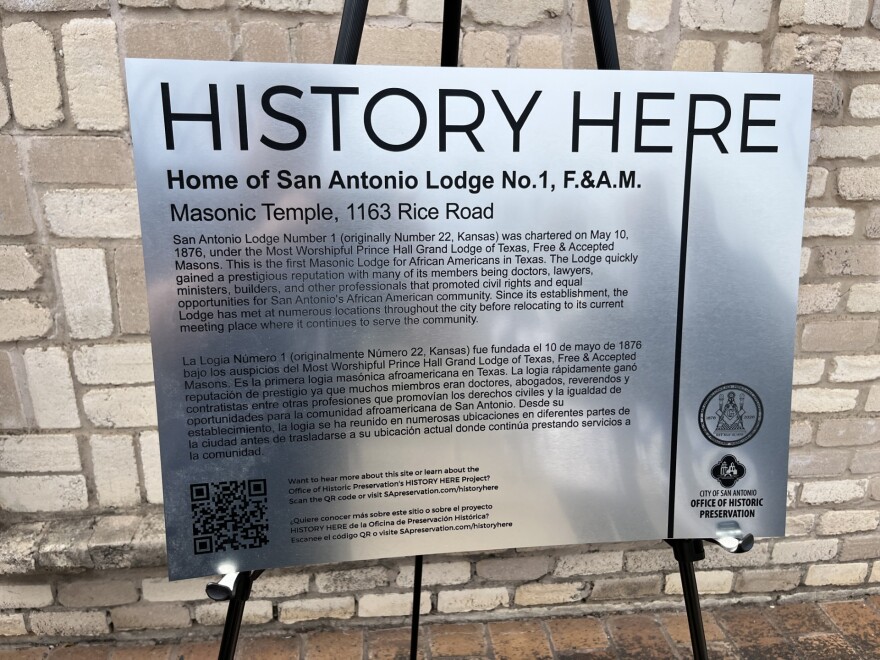 HISTORY HERE
Home of San Antonio Lodge No.1, F.&A.M.
Masonic Temple, 1163 Rice Road
San Antonio Lodge Number 1 (originally Number 22, Kansas) was chartered on May 10,
1876, under the Most Worshipful Prince Hall Grand Lodge of Texas, Free & Accepted
Masons. This is the first Masonic Lodge for African Americans in Texas. The Lodge quickly
gained a prestigious reputation with many of its members being doctors, lawyers,
ministers, builders, and other professionals that promoted civil rights and equal
opportunities for San Antonio's African American community. Since its establishment, the
Lodge has met at numerous locations throughout the city before relocating to its current
meeting place where it continues to serve the community.
La Logia Número 1 (originalmente Número 22, Kansas) fue fundada el 10 de mayo de 1876
bajo los auspicios del Most Worshipful Prince Hall Grand Lodge of Texas, Free & Accepted
Masons. Es la primera logia masónica afroamericana en Texas. La logia rápidamente ganó
reputación de prestigio ya que muchos miembros eran doctores, abogados, reverendos y
contratistas entre otras profesiones que promovían los derechos civiles y la igualdad de
oportunidades para la comunidad afroamericana de San Antonio. Desde su
establecimiento, la logia se ha reunido en numerosas ubicaciones en diferentes partes de
la ciudad antes de trasladarse a su ubicación actual donde continúa prestando servicios a
la comunidad.
Want to hear more about this site or learn about the
Office of Historic Preservation's HISTORY HERE Project?
Scan the QR code or visit SApreservation.com/historyhere
¿Quiere conocer más sobre este sitio o sobre el proyecto
HISTORY HERE de la Oficina de Preservación Histórica?
Escanee el código QR o visite SApreservation.com/historyhere
CITY OF SAN ANTONIO
OFFICE OF HISTORIC
PRESERVATION